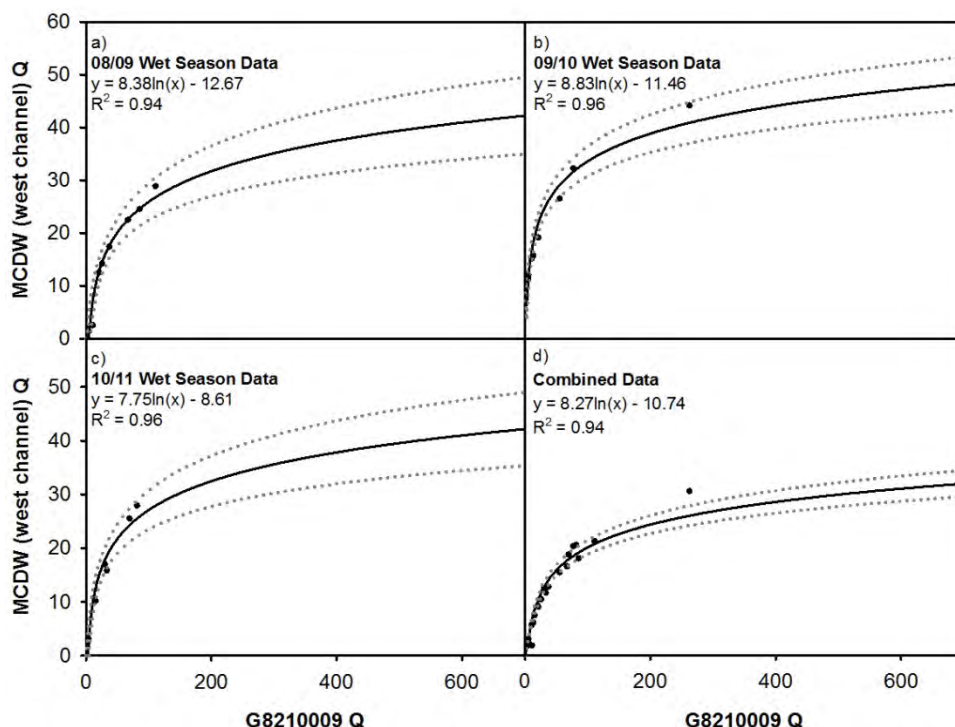 a)
08/09 Wet Season Data
y = 8.38ln(x) - 12.67
R² = 0.94
b)
09/10 Wet Season Data
y = 8.83ln(x) - 11.46
R² = 0.96
MCDW (west channel) Q
60
50
40
30
20
10
0
c)
10/11 Wet Season Data
y = 7.75ln(x) - 8.61
R² = 0.96
d)
Combined Data
y = 8.27ln(x) - 10.74
R² = 0.94
MCDW (west channel) Q
50
40
30
20
10
0
0 200 400 600
0 200 400 600
G8210009 Q
G8210009 Q